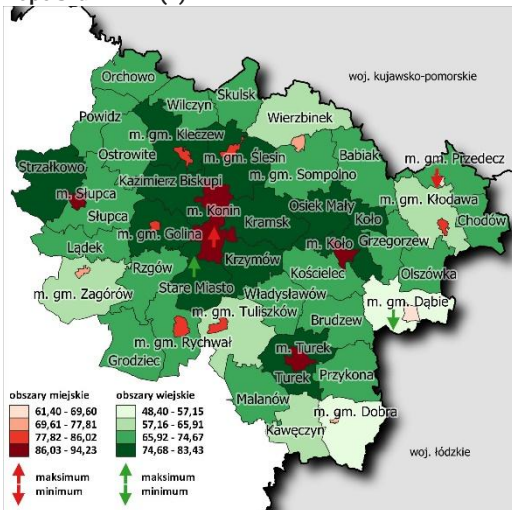 Orchowo
Skulsk
woj. kujawsko-pomorskie
Wilczyn
Wierzbinek
Powidz
m. gm. Kleczew
Ostrowite
m. gm. Ślesin
Babiak
m. gm. Przedecz
Strzałkowo
Kazimierz Biskupi
m. gm. Sompolno
m. gm. Kłodawa
m. Słupca
m. Konin
Osiek Mały
Słupca
Kramsk
Koło
Chodów
m. gm. Golina
m. Koło
Grzegorzew
Lądek
Krzymów
Rzgów
Kościelec
Olszówka
m. gm. Zagórów
Stare Miasto
Władysławów
m. gm. Dąbie
m. gm. Tuliszków
Brudzew
m. gm. Rychwał
Grodziec
m. Turek
Turek
Przykona
Malanów
m. gm. Dobra
Kawęczyn
woj. łódzkie
obszary miejskie obszary wiejskie
61,40 - 69,60 48,40 - 57,15
69,61 - 77,81 57,16 - 65,91
77,82 - 86,02 65,92 - 74,67
86,03 - 94,23 74,68 - 83,43
maksimum maksimum
minimum minimum